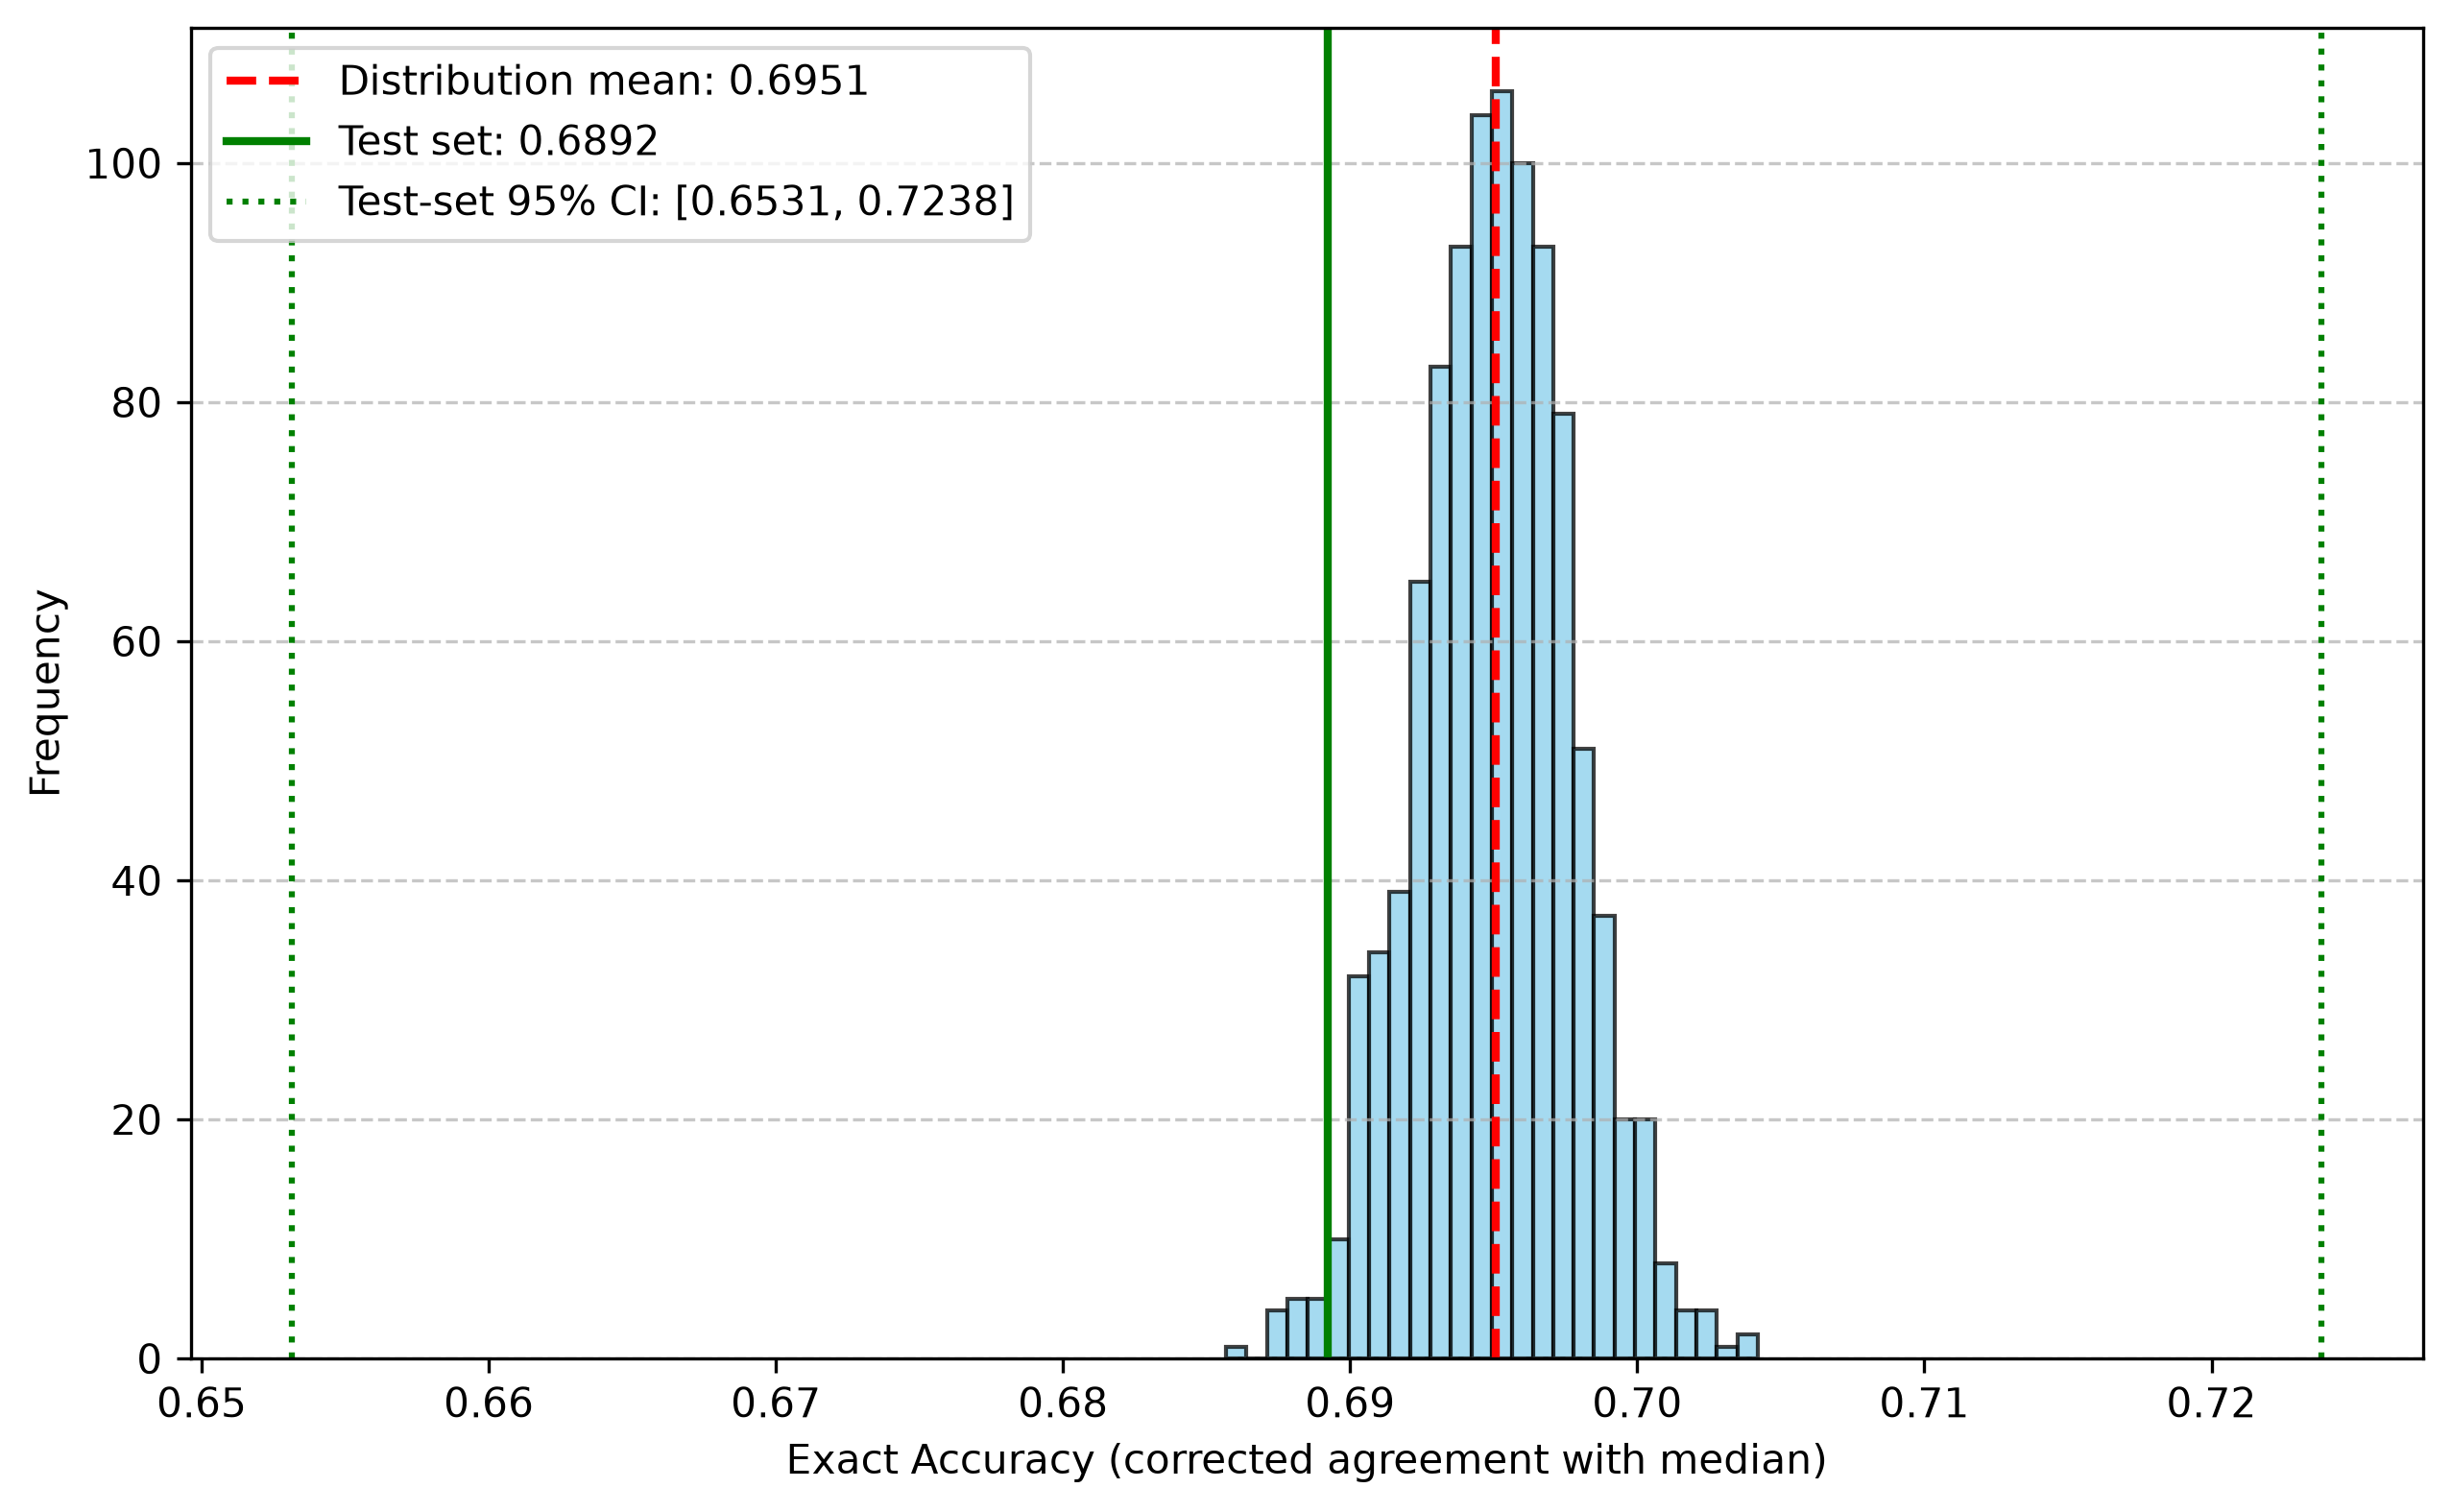 Distribution mean: 0.6951
Test set: 0.6892
Test-set 95% CI: [0.6531, 0.7238]
Frequency
100
80
60
40
20
0
0.65 0.66 0.67 0.68 0.69 0.70 0.71 0.72
Exact Accuracy (corrected agreement with median)